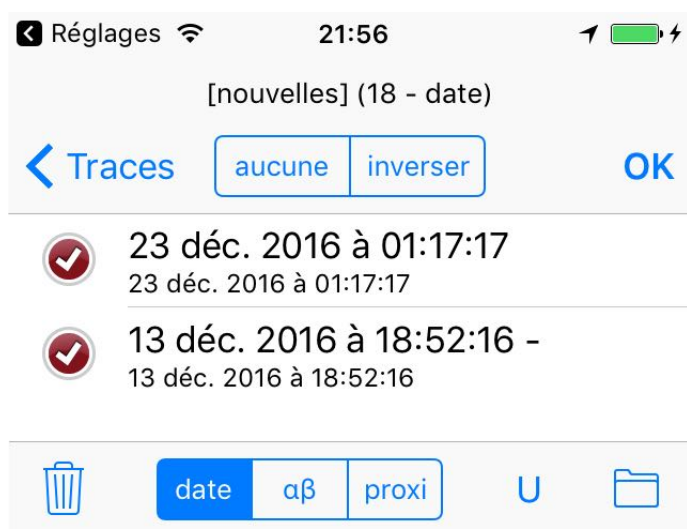 Réglages 21:56
[nouvelles] (18 - date)
Traces aucune inverser OK
23 déc. 2016 à 01:17:17
23 déc. 2016 à 01:17:17
13 déc. 2016 à 18:52:16 -
13 déc. 2016 à 18:52:16
date αβ proxi U